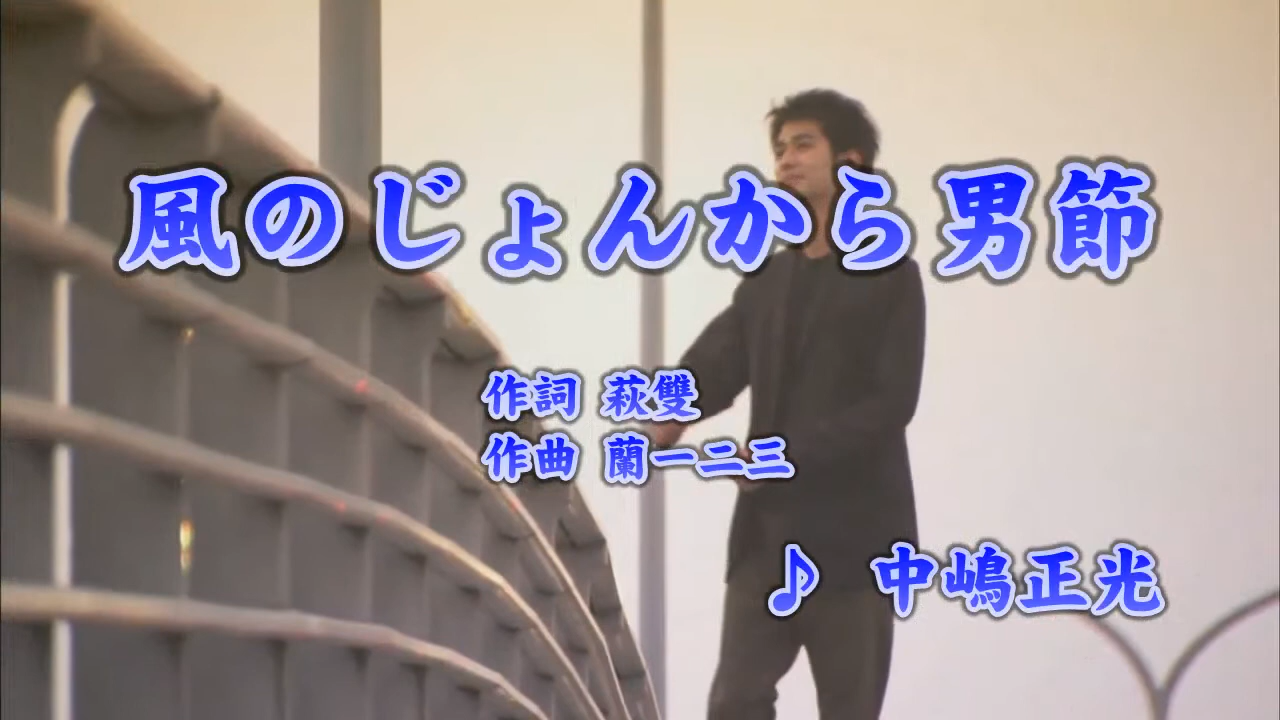 風のじょんから男節
作詞 萩雙
作曲 蘭一二三
♪ 中嶋正光